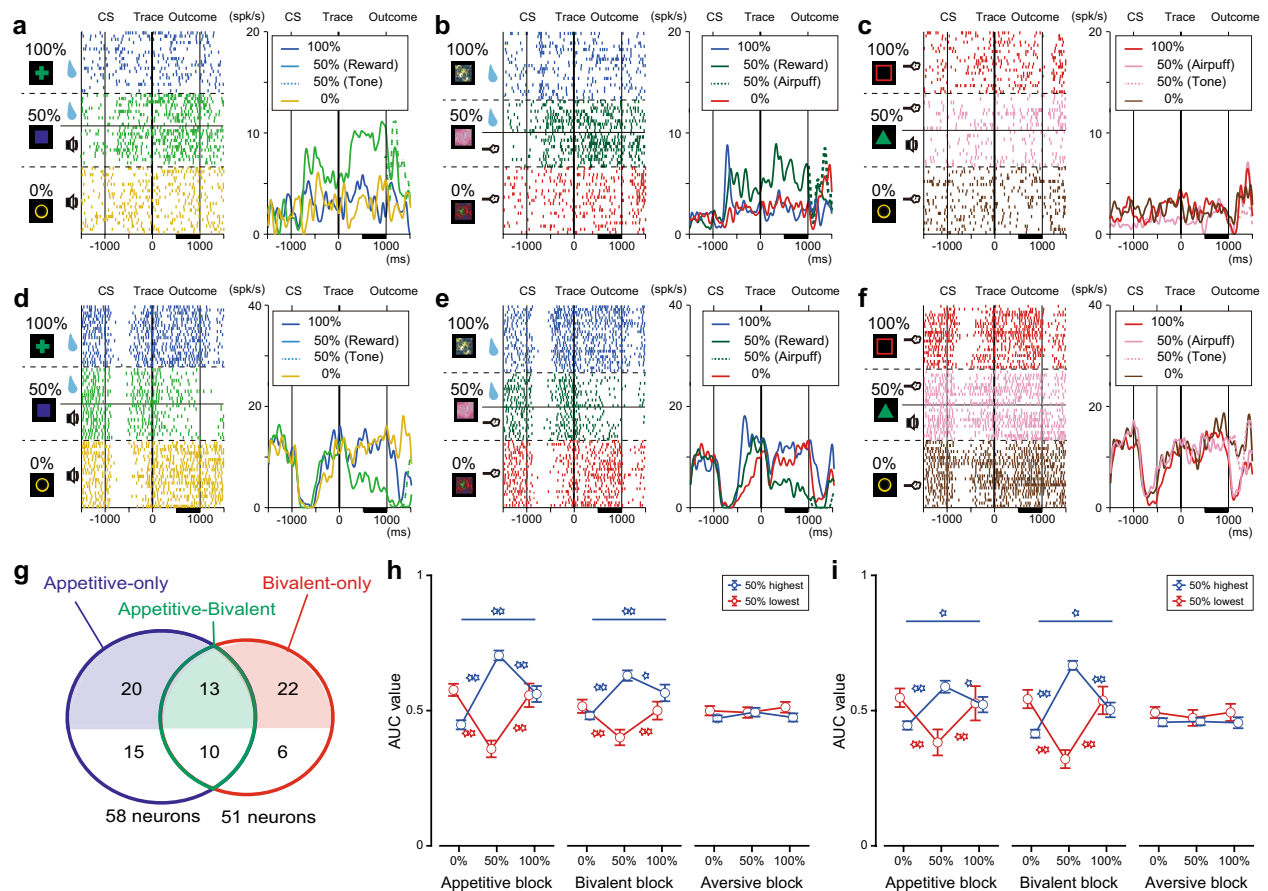 a
CS Trace Outcome (spk/s) CS Trace Outcome
100%
50%
0%
20
10
0
100%
50% (Reward)
50% (Tone)
0%
-1000 0 1000 -1000 0 1000
(ms)
b
CS Trace Outcome (spk/s) CS Trace Outcome
100%
50%
0%
20
10
0
100%
50% (Reward)
50% (Airpuff)
0%
-1000 0 1000 -1000 0 1000
(ms)
c
CS Trace Outcome (spk/s) CS Trace Outcome
100%
50%
0%
20
10
0
100%
50% (Airpuff)
50% (Tone)
0%
-1000 0 1000 -1000 0 1000
(ms)
d
CS Trace Outcome (spk/s) CS Trace Outcome
100%
50%
0%
40
20
0
100%
50% (Reward)
50% (Tone)
0%
-1000 0 1000 -1000 0 1000
(ms)
e
CS Trace Outcome (spk/s) CS Trace Outcome
100%
50%
0%
40
20
0
100%
50% (Reward)
50% (Airpuff)
0%
-1000 0 1000 -1000 0 1000
(ms)
f
CS Trace Outcome (spk/s) CS Trace Outcome
100%
50%
0%
40
20
0
100%
50% (Airpuff)
50% (Tone)
0%
-1000 0 1000 -1000 0 1000
(ms)
g
Appetitive-only
Bivalent-only
Appetitive-Bivalent
20 13 22
15 10 6
58 neurons 51 neurons
h
1
0.5
0
AUC value
50% highest
50% lowest
0% 50% 100% 0% 50% 100% 0% 50% 100%
Appetitive block Bivalent block Aversive block
i
1
0.5
0
AUC value
50% highest
50% lowest
0% 50% 100% 0% 50% 100% 0% 50% 100%
Appetitive block Bivalent block Aversive block